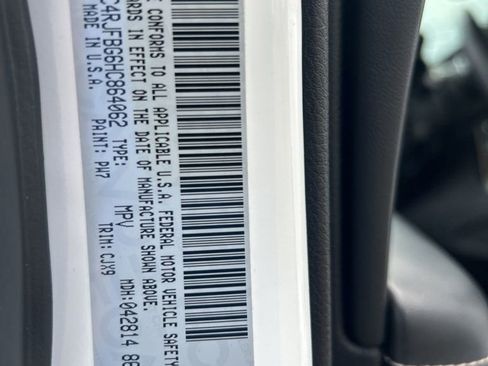 E CONFORMS TO ALL APPLICABLE U.S.A. FEDERAL MOTOR VEHICLE SAFETY
ARDS IN EFFECT ON THE DATE OF MANUFACTURE SHOWN ABOVE.
C4RJFBG6HC864062 TYPE: MPV MDH:042814 8E
MADE IN U.S.A. PAINT: PW7 TRIM: CJX9